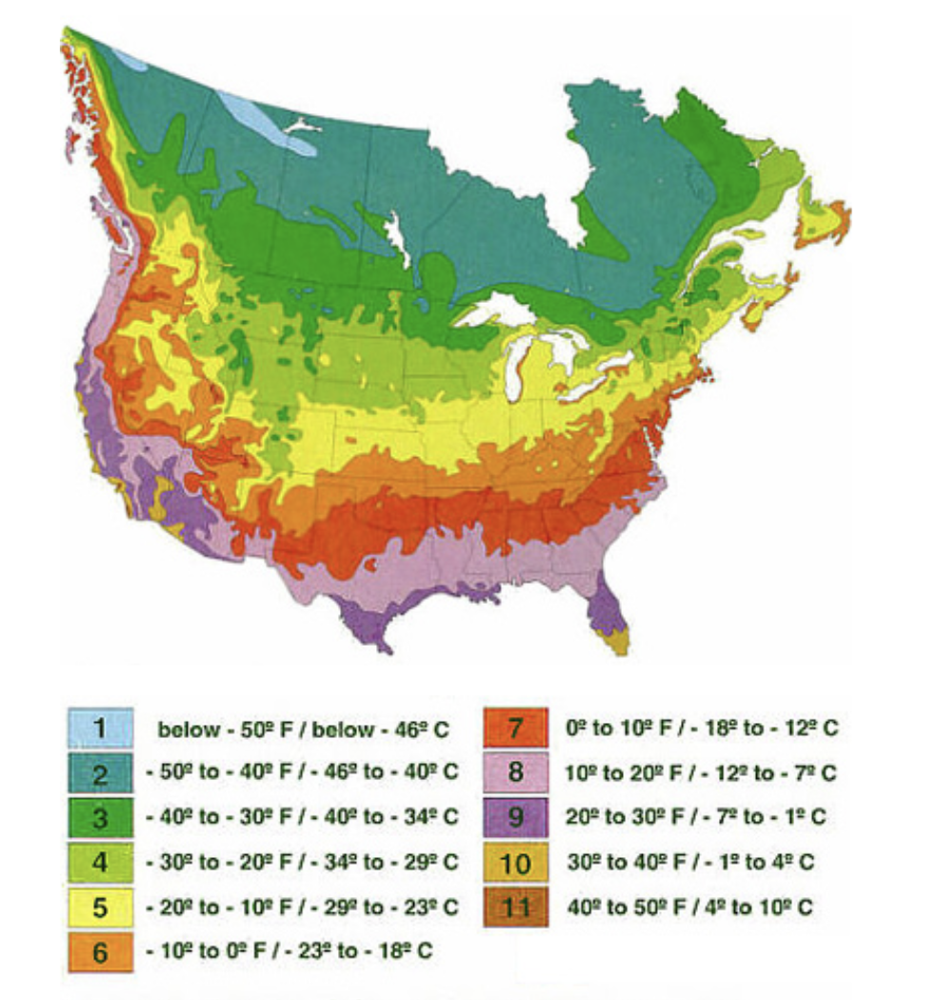 1 below - 50º F / below - 46º C
2 - 50º to - 40º F / - 46º to - 40º C
3 - 40º to - 30º F / - 40º to - 34º C
4 - 30º to - 20º F / - 34º to - 29º C
5 - 20º to - 10º F / - 29º to - 23º C
6 - 10º to 0º F / - 23º to - 18º C
7 0º to 10º F / - 18º to - 12º C
8 10º to 20º F / - 12º to - 7º C
9 20º to 30º F / - 7º to - 1º C
10 30º to 40º F / - 1º to 4º C
11 40º to 50º F / 4º to 10º C